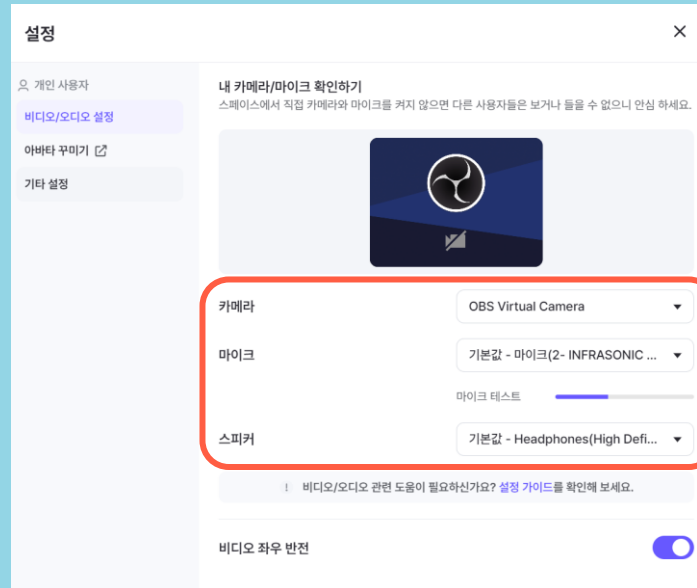 설정
개인 사용자
비디오/오디오 설정
아바타 꾸미기
기타 설정
내 카메라/마이크 확인하기
스페이스에서 직접 카메라와 마이크를 켜지 않으면 다른 사용자들은 보거나 들을 수 없으니 안심 하세요.
카메라
OBS Virtual Camera
마이크
기본값 - 마이크(2- INFRASONIC ...
마이크 테스트
스피커
기본값 - Headphones(High Defi...
! 비디오/오디오 관련 도움이 필요하신가요? 설정 가이드를 확인해 보세요.
비디오 좌우 반전